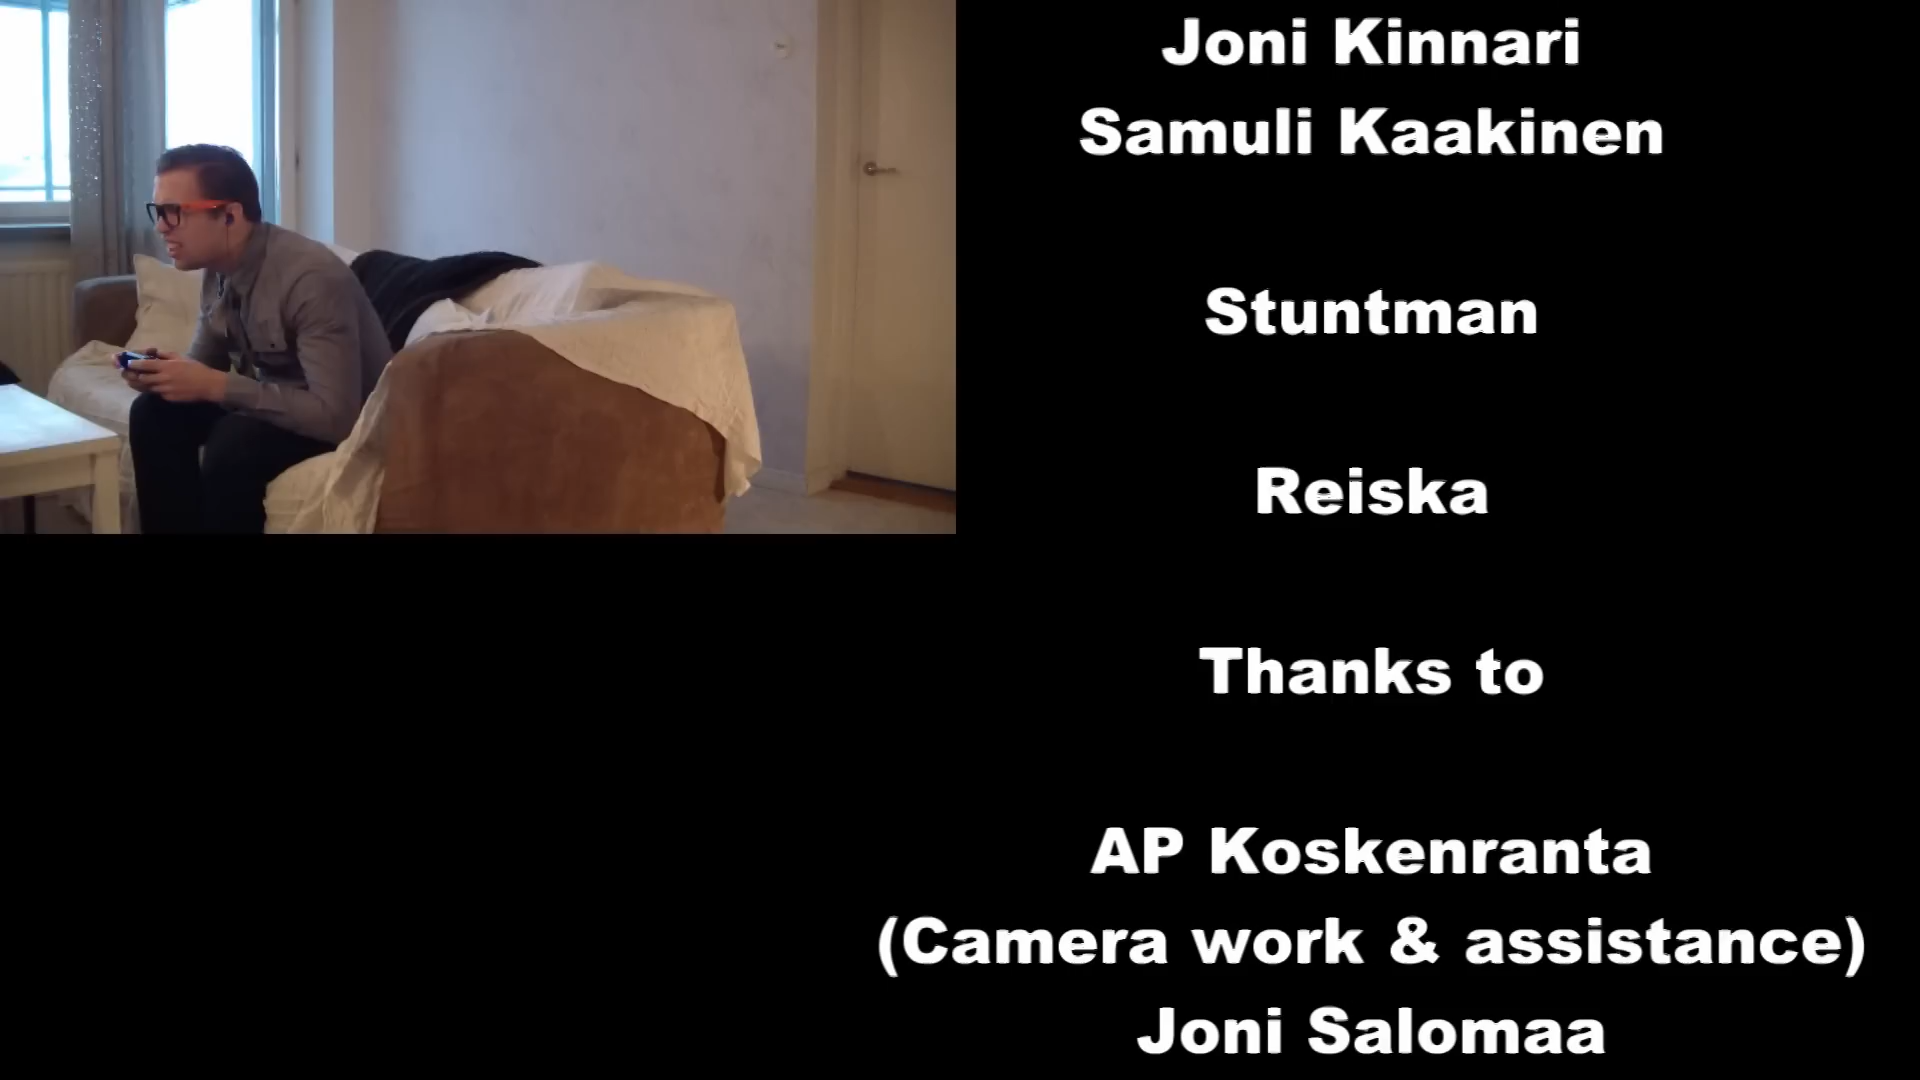 Joni Kinnari
Samuli Kaakinen
Stuntman
Reiska
Thanks to
AP Koskenranta
(Camera work & assistance)
Joni Salomaa